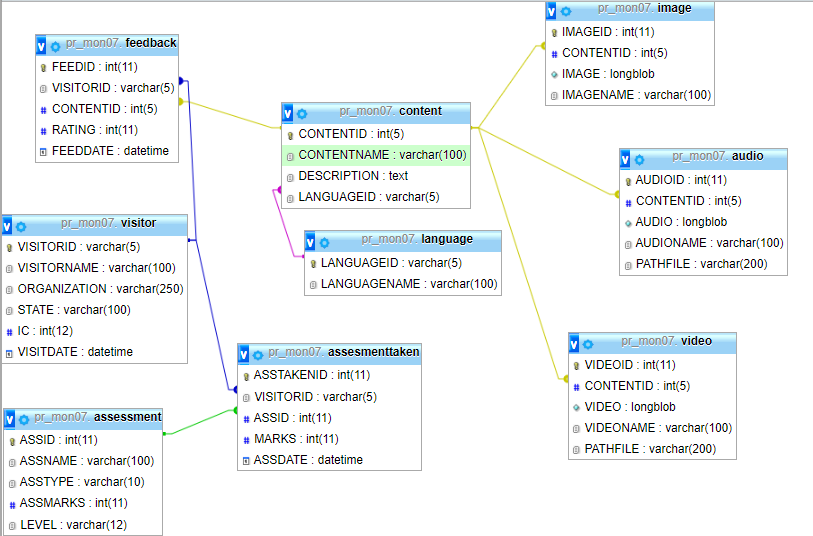 pr_mon07. feedback
FEEDID : int(11)
VISITORID : varchar(5)
CONTENTID : int(5)
RATING : int(11)
FEEDDATE : datetime
pr_mon07. content
CONTENTID : int(5)
CONTENTNAME : varchar(100)
DESCRIPTION : text
LANGUAGEID : varchar(5)
pr_mon07. image
IMAGEID : int(11)
CONTENTID : int(5)
IMAGE : longblob
IMAGENAME : varchar(100)
pr_mon07. audio
AUDIOID : int(11)
CONTENTID : int(5)
AUDIO : longblob
AUDIONAME : varchar(100)
PATHFILE : varchar(200)
pr_mon07. visitor
VISITORID : varchar(5)
VISITORNAME : varchar(100)
ORGANIZATION : varchar(250)
STATE : varchar(100)
IC : int(12)
VISITDATE : datetime
pr_mon07. language
LANGUAGEID : varchar(5)
LANGUAGENAME : varchar(100)
pr_mon07. assesmenttaken
ASSTAKENID : int(11)
VISITORID : varchar(5)
ASSID : int(11)
MARKS : int(11)
ASSDATE : datetime
pr_mon07. video
VIDEOID : int(11)
CONTENTID : int(5)
VIDEO : longblob
VIDEONAME : varchar(100)
PATHFILE : varchar(200)
pr_mon07. assessment
ASSID : int(11)
ASSNAME : varchar(100)
ASSTYPE : varchar(10)
ASSMARKS : int(11)
LEVEL : varchar(12)